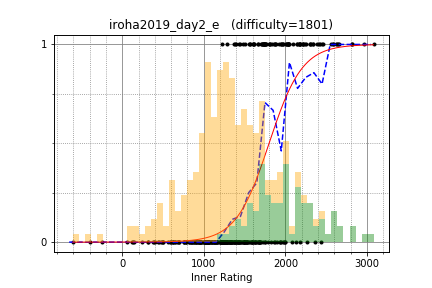 iroha2019_day2_e (difficulty=1801)
1
0
0 1000 2000 3000
Inner Rating